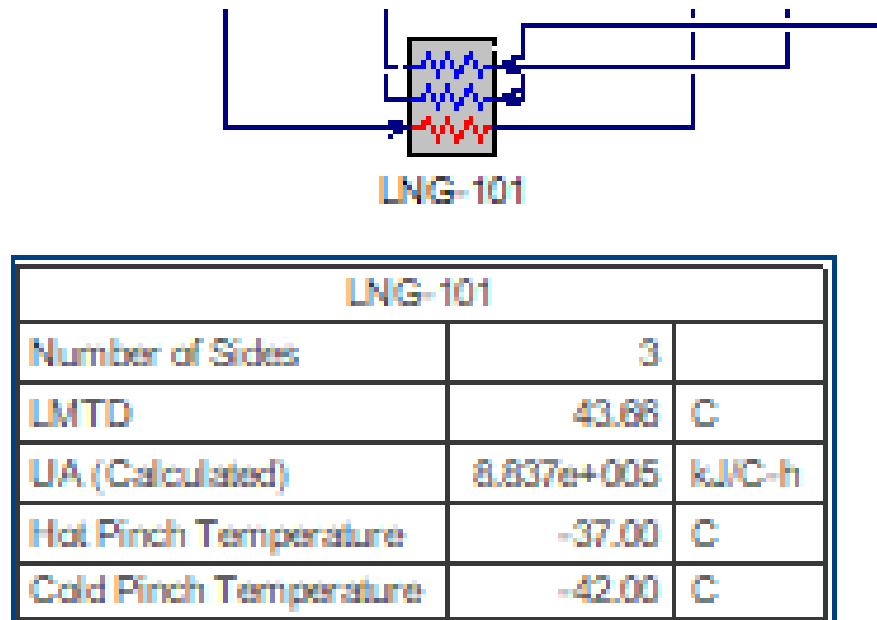 LNG-101
LNG-101
Number of Sides 3
LMTD 43.66 C
UA (Calculated) 8.837e+005 kJ/C-h
Hot Pinch Temperature -37.00 C
Cold Pinch Temperature -42.00 C